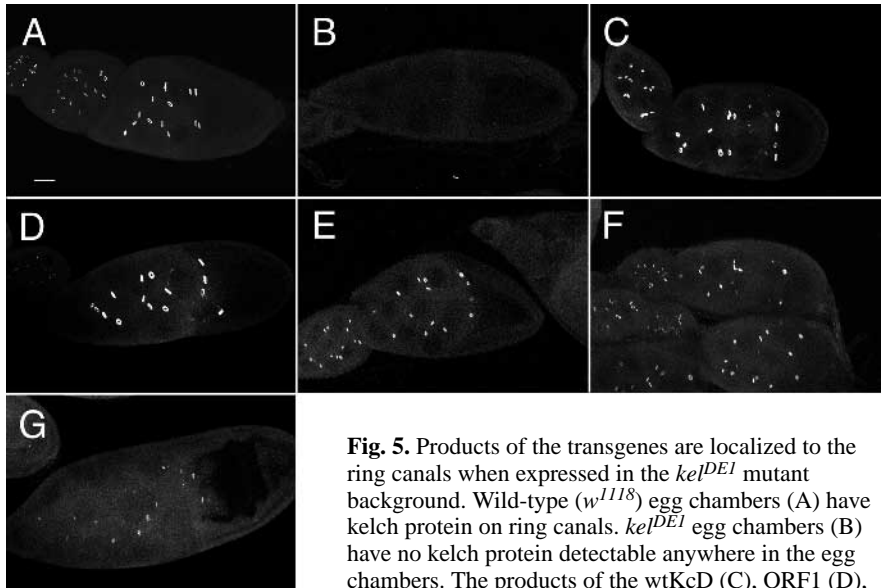 A
B
C
D
E
F
G
Fig. 5. Products of the transgenes are localized to the
ring canals when expressed in the kelDE1 mutant
background. Wild-type (w1118) egg chambers (A) have
kelch protein on ring canals. kelDE1 egg chambers (B)
have no kelch protein detectable anywhere in the egg
chambers. The products of the wtKcD (C), ORF1 (D),